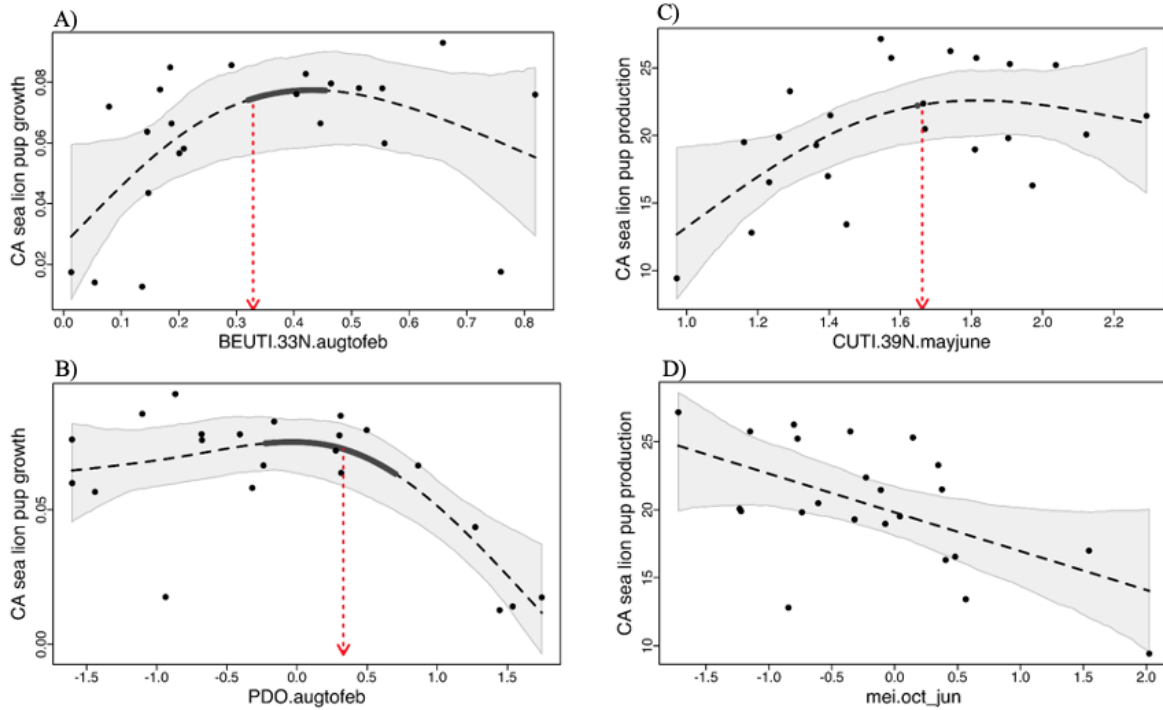 A)
CA sea lion pup growth
0.02 0.04 0.06 0.08
0.0 0.1 0.2 0.3 0.4 0.5 0.6 0.7 0.8
BEUTI.33N.augtofeb
C)
CA sea lion pup production
10 15 20 25
1.0 1.2 1.4 1.6 1.8 2.0 2.2
CUTI.39N.mayjune
B)
CA sea lion pup growth
0.00 0.05
-1.5 -1.0 -0.5 0.0 0.5 1.0 1.5
PDO.augtofeb
D)
CA sea lion pup production
10 15 20 25
-1.5 -1.0 -0.5 0.0 0.5 1.0 1.5 2.0
mei.oct_jun